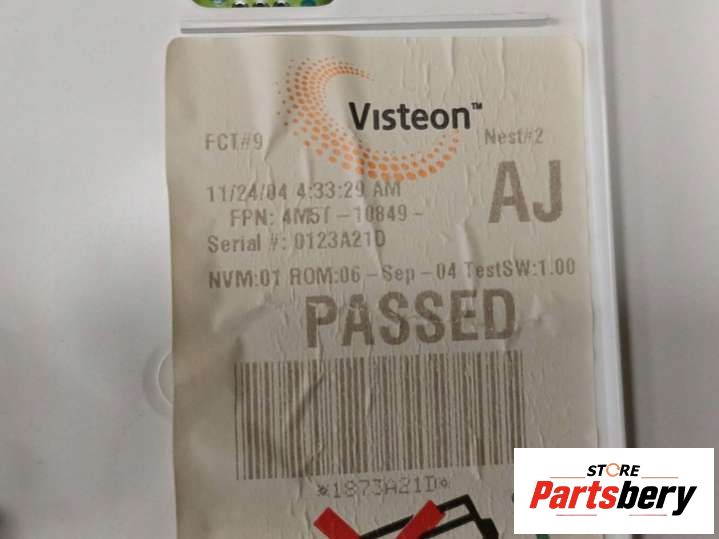 Visteon™
FCT#9
Nest#2
11/24/04 4:33:29 AM
AJ
FPN: 4M5T-10849-
Serial #: 0123A21D
NVM:01 ROM:06-Sep-04 TestSW:1.00
PASSED
*1873A21D*
STORE
Partsbery